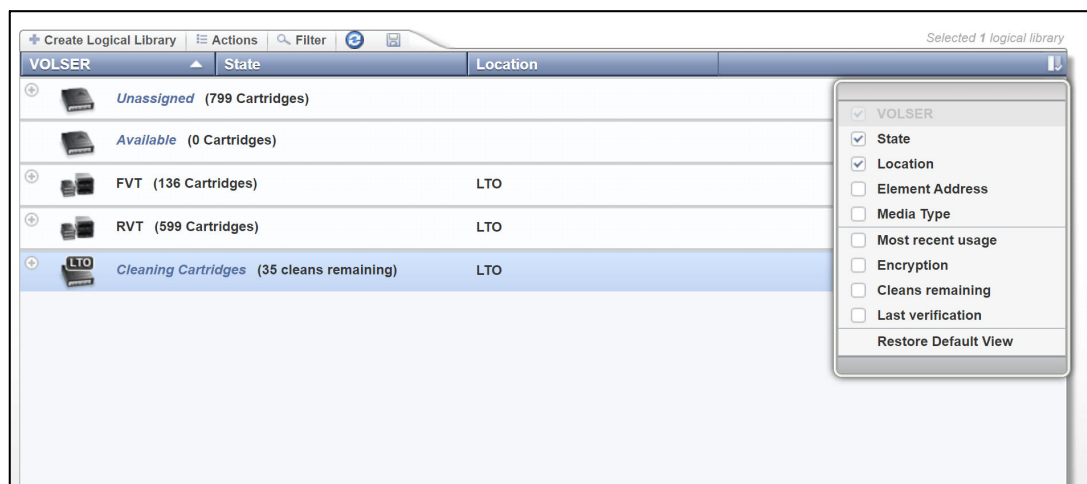 Create Logical Library Actions Filter Selected 1 logical library
VOLSER State Location
Unassigned (799 Cartridges)
Available (0 Cartridges)
FVT (136 Cartridges) LTO
RVT (599 Cartridges) LTO
LTO Cleaning Cartridges (35 cleans remaining) LTO
VOLSER
State
Location
Element Address
Media Type
Most recent usage
Encryption
Cleans remaining
Last verification
Restore Default View